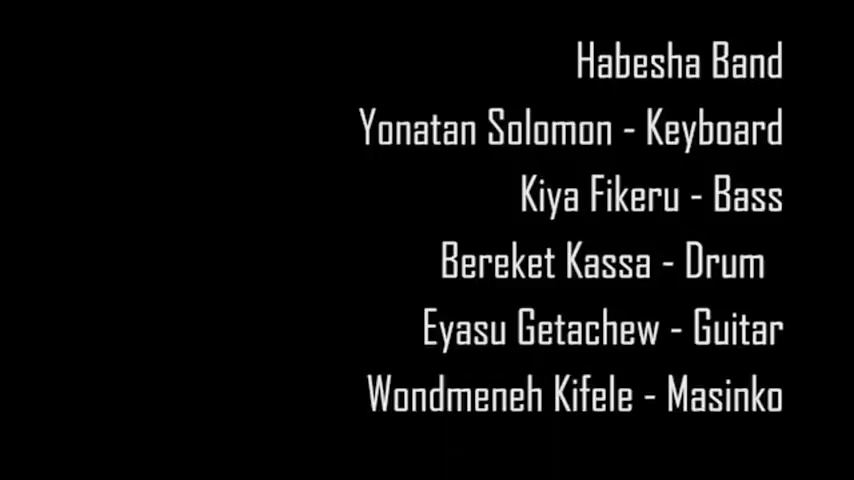 Habesha Band
Yonatan Solomon - Keyboard
Kiya Fikeru - Bass
Bereket Kassa - Drum
Eyasu Getachew - Guitar
Wondmeneh Kifele - Masinko